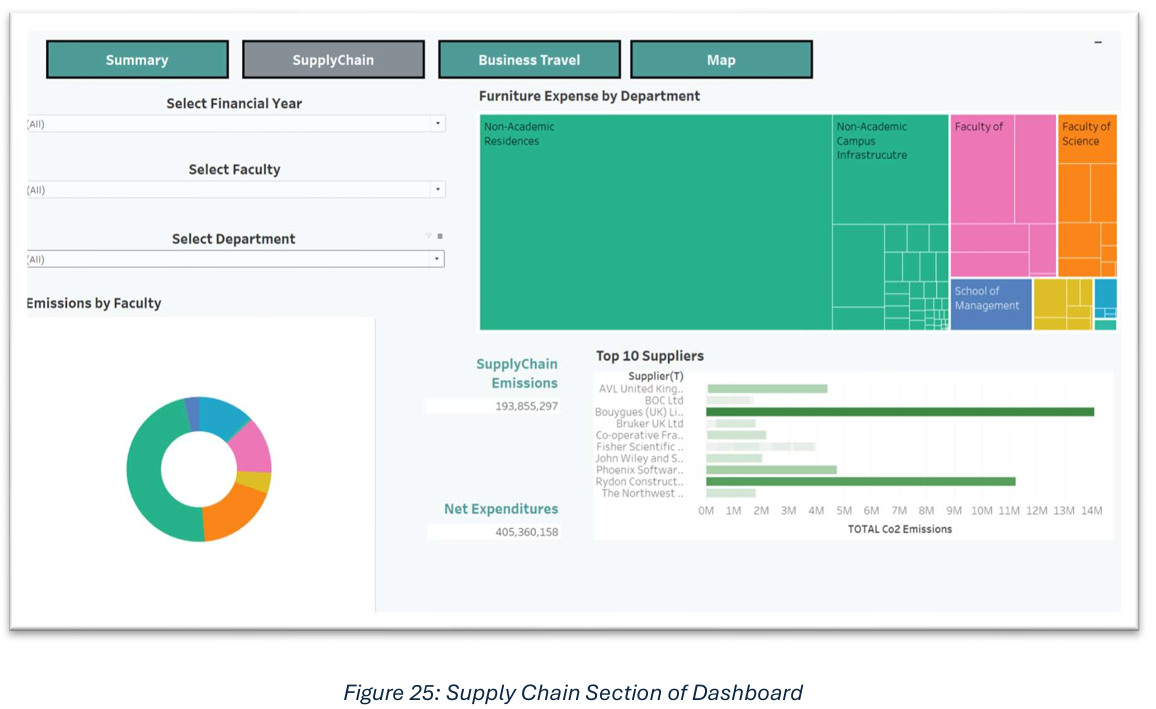 Summary
SupplyChain
Business Travel
Map
Select Financial Year
(All)
Select Faculty
(All)
Select Department
(All)
Emissions by Faculty
Furniture Expense by Department
Non-Academic
Residences
Non-Academic
Campus
Infrastrucutre
Faculty of
Faculty of
Science
School of
Management
SupplyChain
Emissions
193,855,297
Net Expenditures
405,360,158
Top 10 Suppliers
Supplier(T)
AVL United King..
BOC Ltd
Bouygues (UK) Li..
Bruker UK Ltd
Co-operative Fra..
Fisher Scientific ..
John Wiley and S..
Phoenix Softwar..
Rydon Construct..
The Northwest ..
0M 1M 2M 3M 4M 5M 6M 7M 8M 9M 10M 11M 12M 13M 14M
TOTAL Co2 Emissions
Figure 25: Supply Chain Section of Dashboard